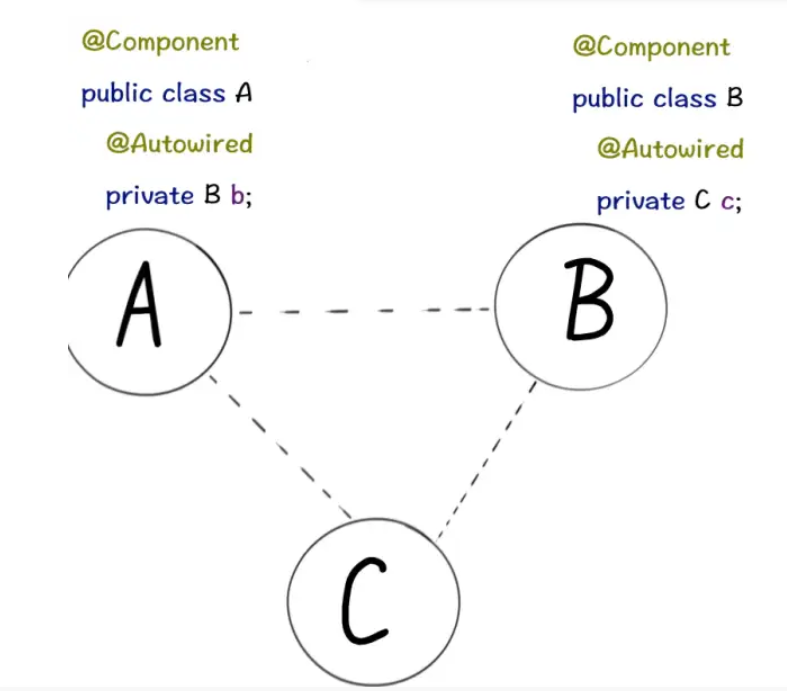 @Component
public class A
@Autowired
private B b;
@Component
public class B
@Autowired
private C c;
A
B
C